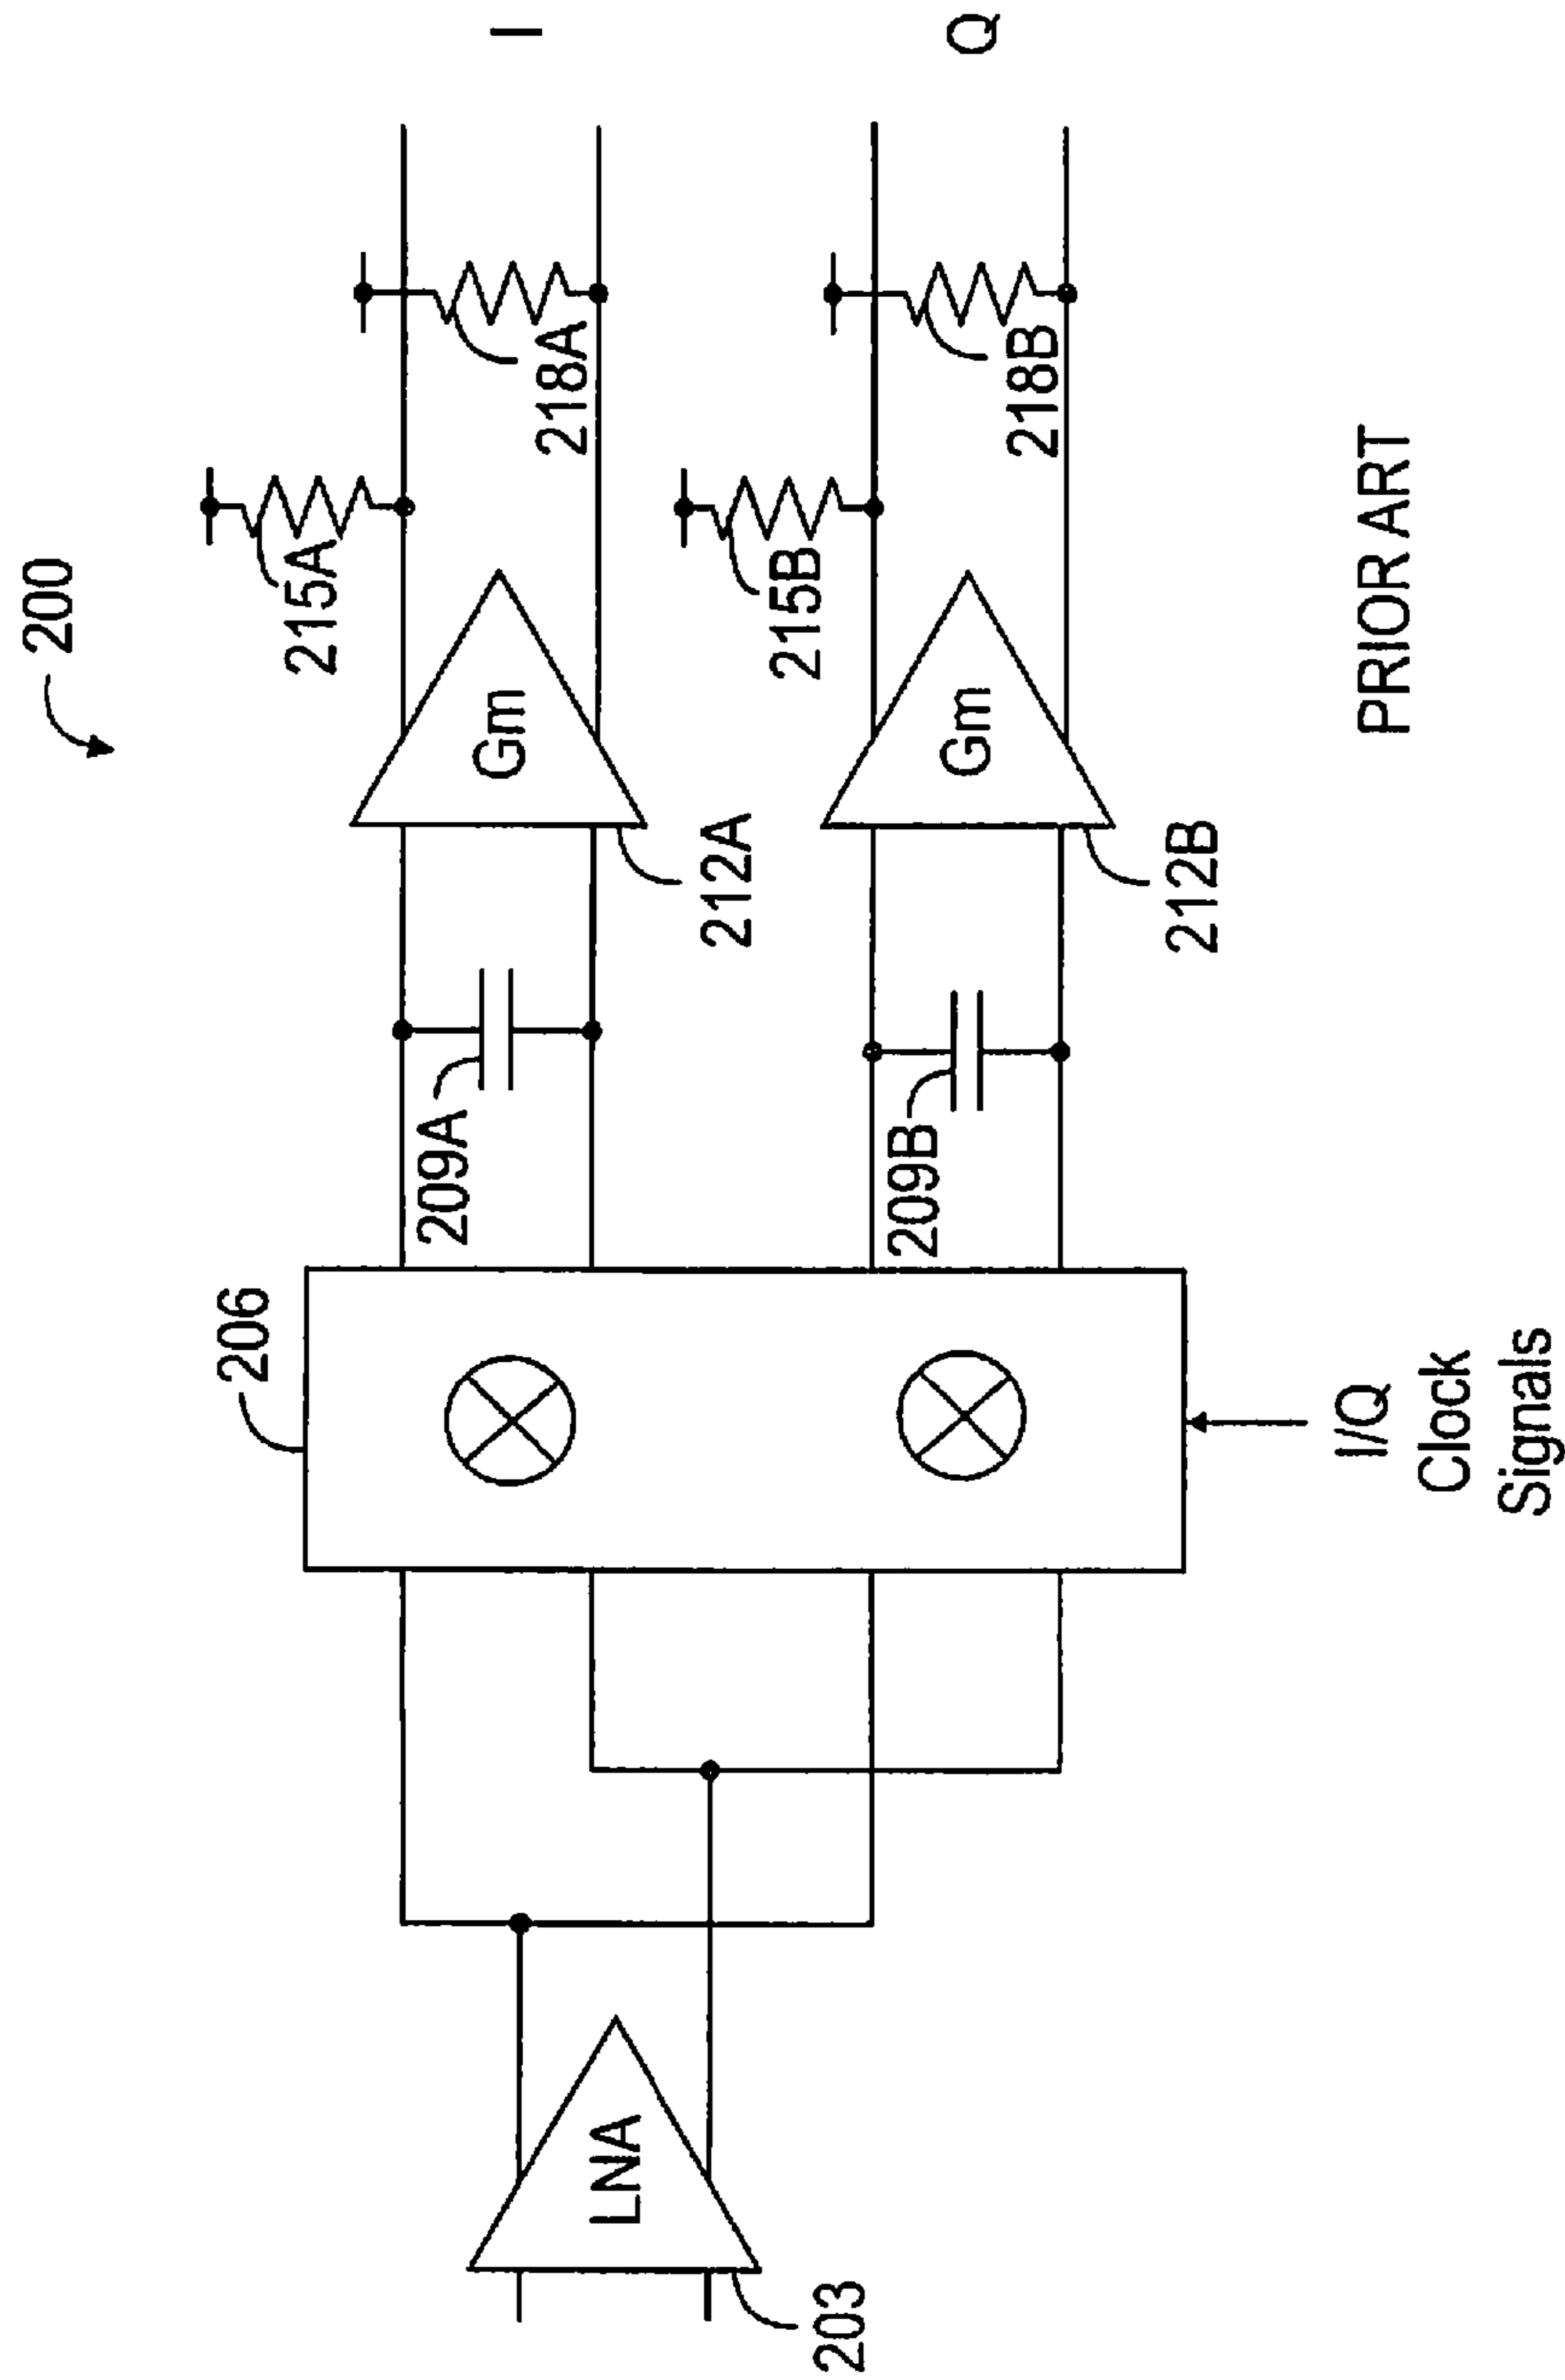 200
215A
218A
I
206
209A
Gm
212A
215B
218B
Q
LNA
203
209B
Gm
212B
I/Q
Clock
Signals
PRIOR ART